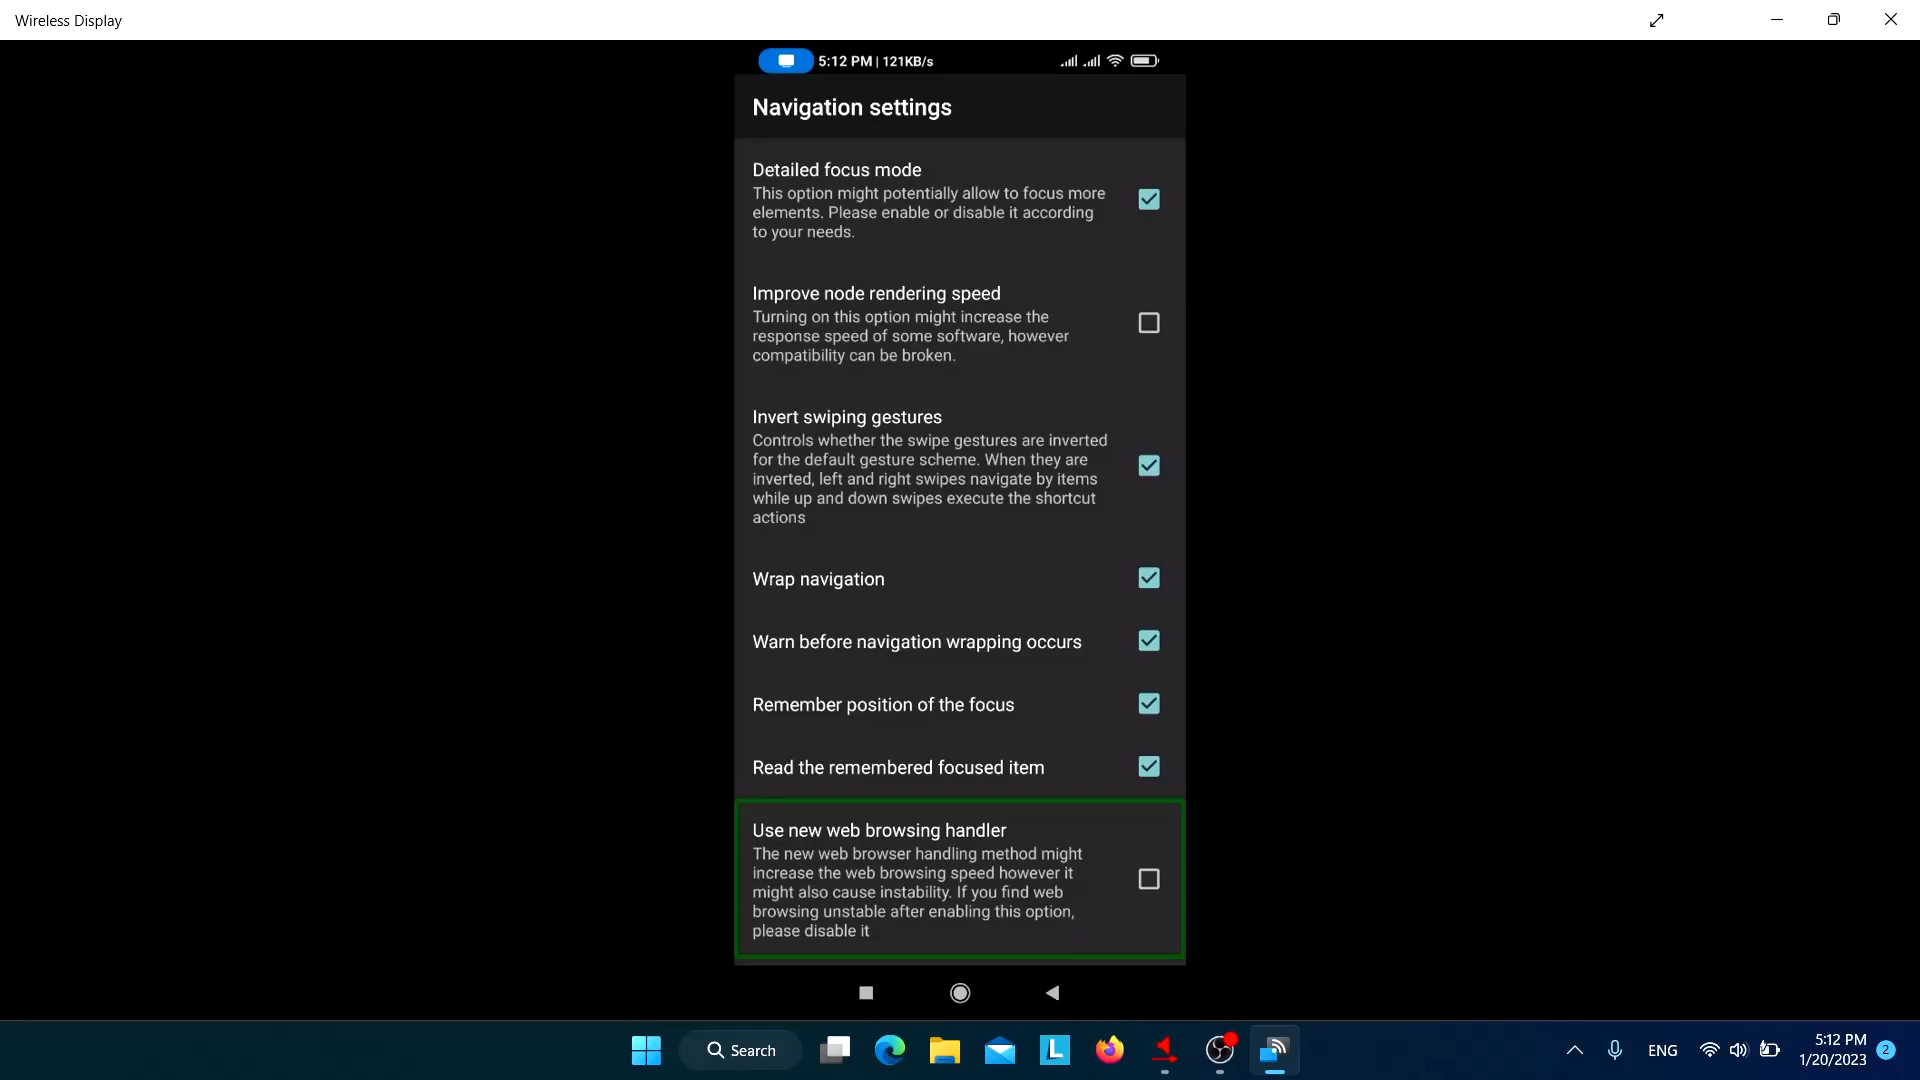 Wireless Display
5:12 PM | 121KB/s
Navigation settings
Detailed focus mode
This option might potentially allow to focus more
elements. Please enable or disable it according
to your needs.
Improve node rendering speed
Turning on this option might increase the
response speed of some software, however
compatibility can be broken.
Invert swiping gestures
Controls whether the swipe gestures are inverted
for the default gesture scheme. When they are
inverted, left and right swipes navigate by items
while up and down swipes execute the shortcut
actions
Wrap navigation
Warn before navigation wrapping occurs
Remember position of the focus
Read the remembered focused item
Use new web browsing handler
The new web browser handling method might
increase the web browsing speed however it
might also cause instability. If you find web
browsing unstable after enabling this option,
please disable it
Search
L
ENG
5:12 PM
1/20/2023
2